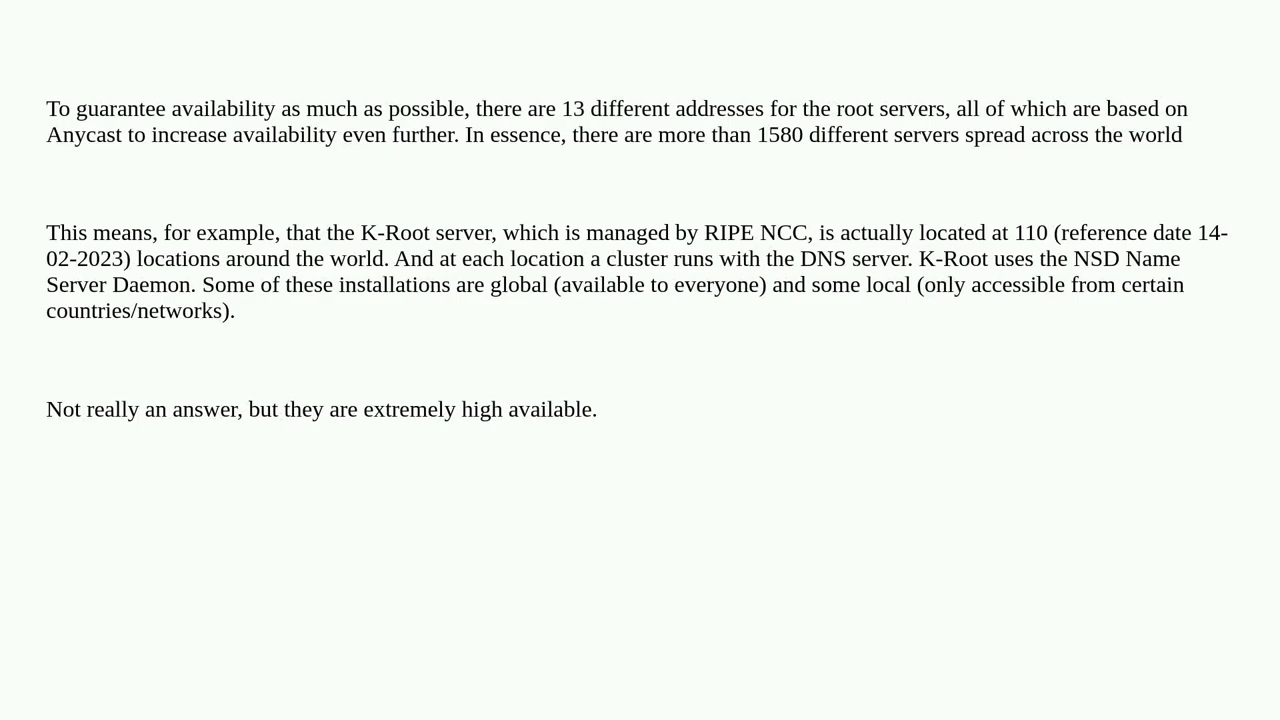 To guarantee availability as much as possible, there are 13 different addresses for the root servers, all of which are based on
Anycast to increase availability even further. In essence, there are more than 1580 different servers spread across the world
This means, for example, that the K-Root server, which is managed by RIPE NCC, is actually located at 110 (reference date 14-
02-2023) locations around the world. And at each location a cluster runs with the DNS server. K-Root uses the NSD Name
Server Daemon. Some of these installations are global (available to everyone) and some local (only accessible from certain
countries/networks).
Not really an answer, but they are extremely high available.